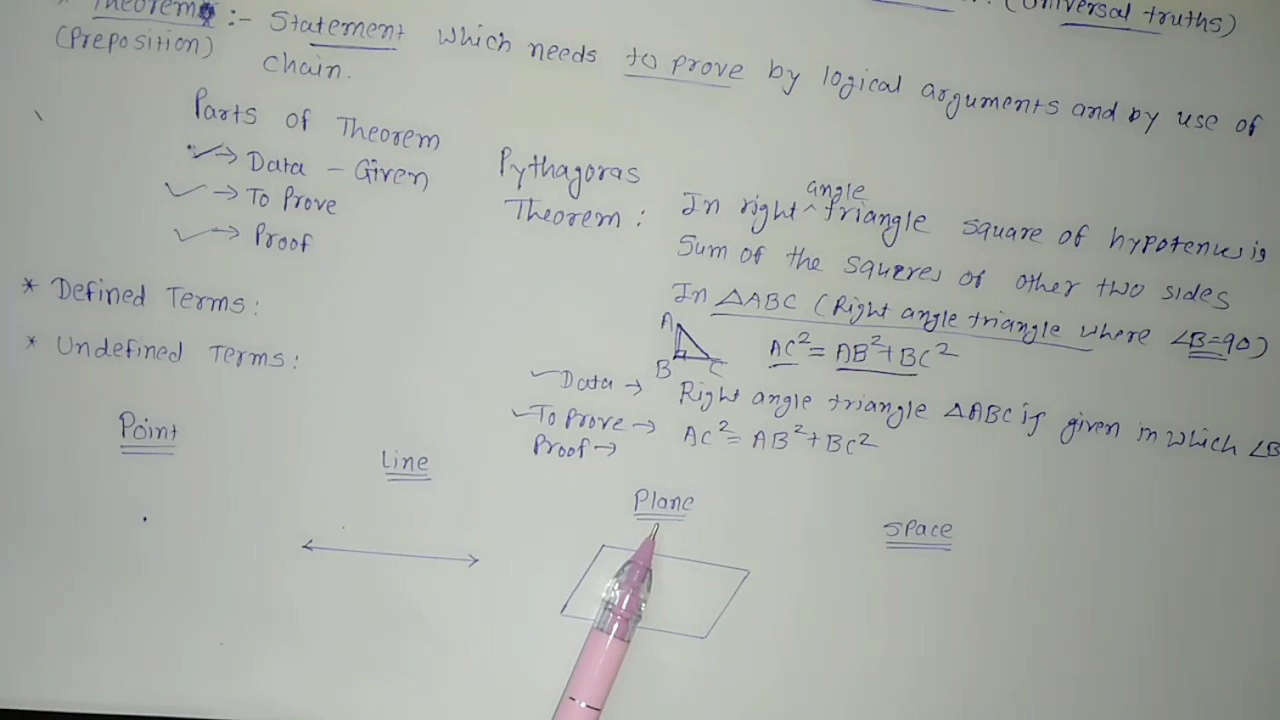 Theorem :- Statement which needs to prove by logical arguments and by use of
(Universal truths)
(Preposition) chain.
Parts of Theorem
→ Data - Given
→ To Prove
→ Proof
Pythagoras
Theorem : In right ^ angle triangle square of hypotenus is
Sum of the squeres of other two sides
In △ABC (Right angle triangle where ∠B=90)
A
B C
AC²= AB²+BC²
Data → Right angle triangle △ABC is given in which ∠B
To Prove → AC²= AB²+BC²
Proof →
* Defined Terms:
* Undefined Terms:
Point
Line
Plane
Space